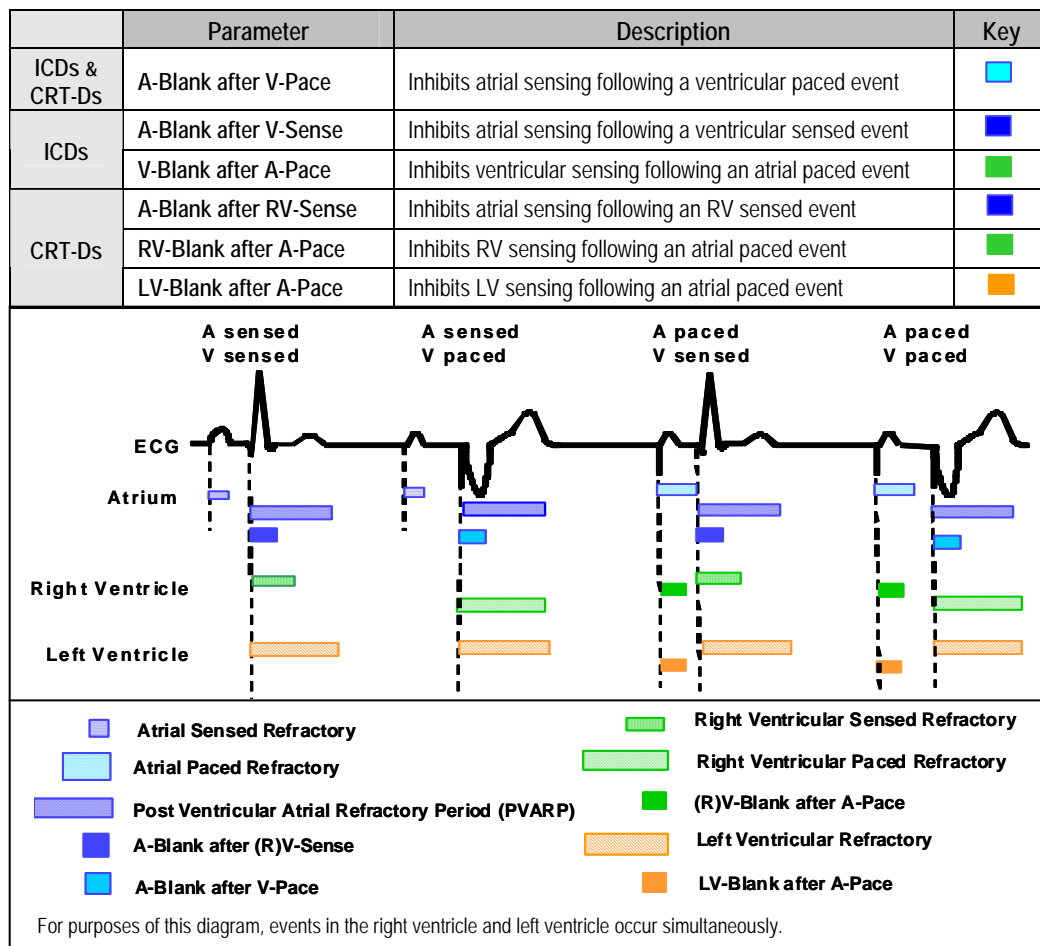 Parameter Description Key
ICDs & CRT-Ds A-Blank after V-Pace Inhibits atrial sensing following a ventricular paced event
ICDs A-Blank after V-Sense Inhibits atrial sensing following a ventricular sensed event
V-Blank after A-Pace Inhibits ventricular sensing following an atrial paced event
CRT-Ds A-Blank after RV-Sense Inhibits atrial sensing following an RV sensed event
RV-Blank after A-Pace Inhibits RV sensing following an atrial paced event
LV-Blank after A-Pace Inhibits LV sensing following an atrial paced event
A sensed A sensed A paced A paced
V sensed V paced V sensed V paced
ECG
Atrium
Right Ventricle
Left Ventricle
Atrial Sensed Refractory
Atrial Paced Refractory
Post Ventricular Atrial Refractory Period (PVARP)
A-Blank after (R)V-Sense
A-Blank after V-Pace
Right Ventricular Sensed Refractory
Right Ventricular Paced Refractory
(R)V-Blank after A-Pace
Left Ventricular Refractory
LV-Blank after A-Pace
For purposes of this diagram, events in the right ventricle and left ventricle occur simultaneously.